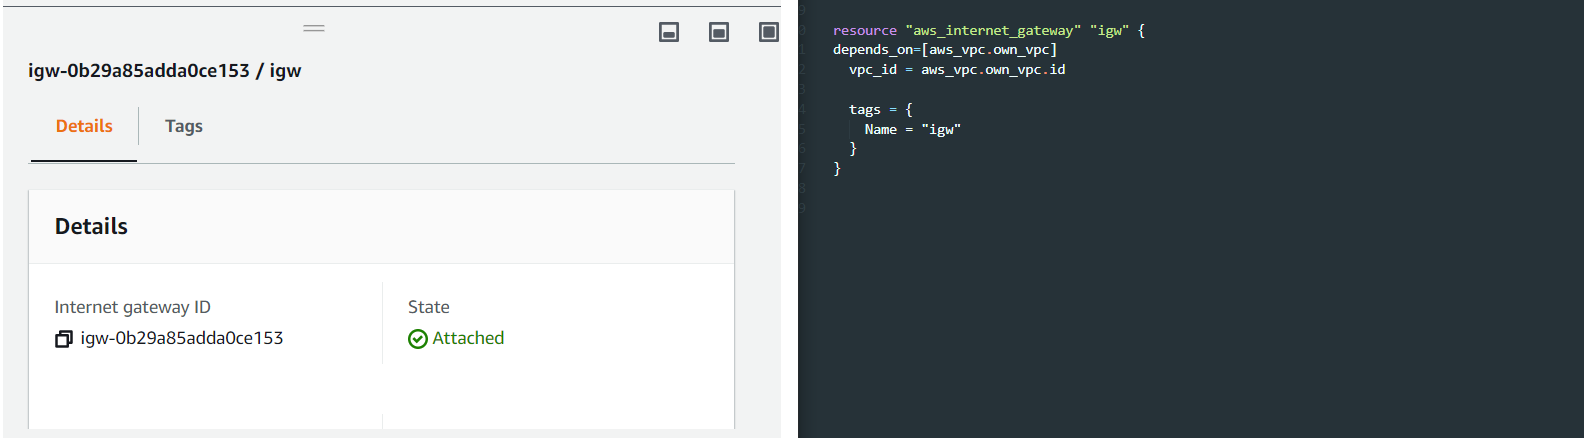 igw-0b29a85adda0ce153 / igw
Details
Tags
Details
Internet gateway ID
igw-0b29a85adda0ce153
State
Attached
resource "aws_internet_gateway" "igw" {
depends_on=[aws_vpc.own_vpc]
  vpc_id = aws_vpc.own_vpc.id
  tags = {
    Name = "igw"
  }
}